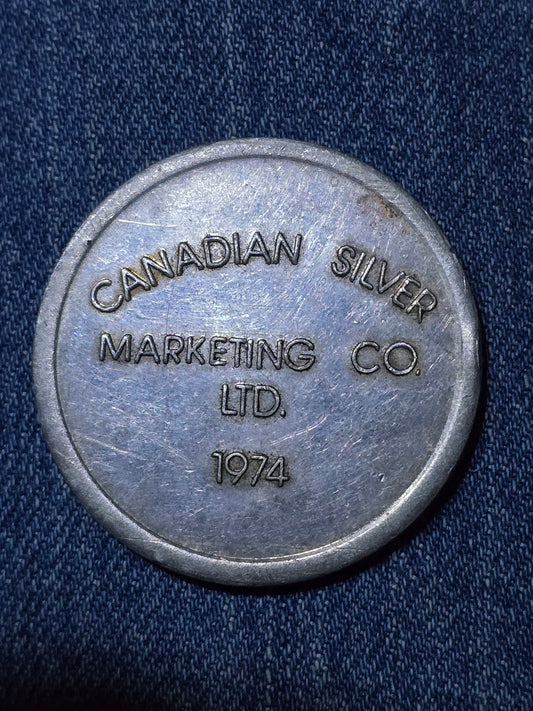 CANADIAN SILVER
MARKETING CO.
LTD.
1974